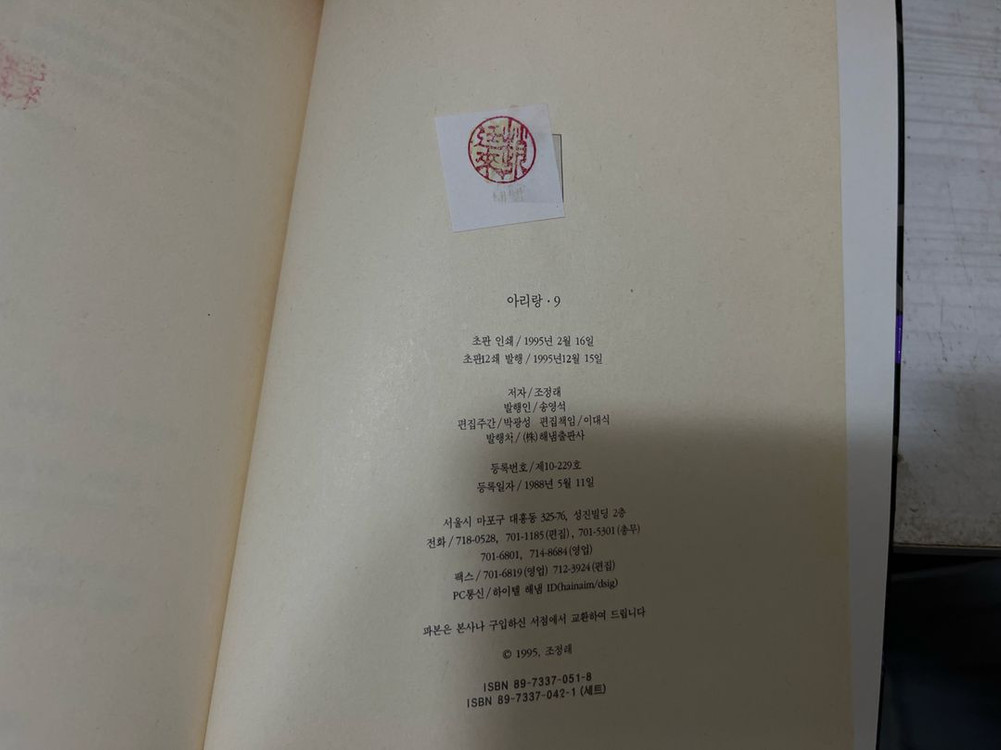 아리랑·9
초판 인쇄/1995년 2월 16일
초판12쇄 발행/1995년12월 15일
저자/조정래
발행인/송영석
편집주간/박광성 편집책임/이대식
발행처/(株)해냄출판사
등록번호/제10-229호
등록일자/1988년 5월 11일
서울시 마포구 대흥동 325-76, 성진빌딩 2층
전화/718-0528, 701-1185(편집), 701-5301(총무)
701-6801, 714-8684(영업)
팩스/701-6819(영업) 712-3924(편집)
PC통신/하이텔 해냄 ID(hainaim/dsig)
파본은 본사나 구입하신 서점에서 교환하여 드립니다
© 1995, 조정래
ISBN 89-7337-051-8
ISBN 89-7337-042-1 (세트)